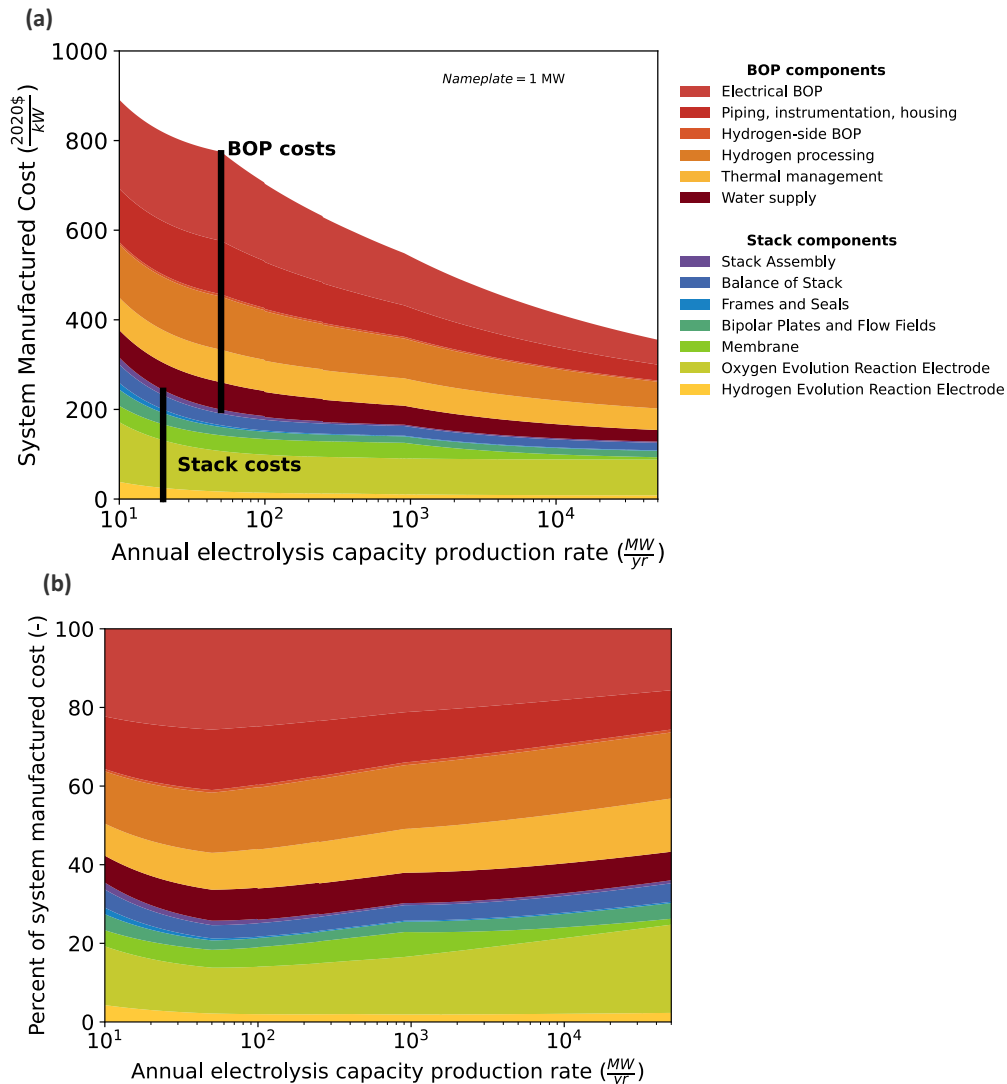 (a)
1000
800
600
400
200
0
System Manufactured Cost (2020$/kW)
Nameplate = 1 MW
BOP costs
Stack costs
10^1
10^2
10^3
10^4
Annual electrolysis capacity production rate (MW/yr)
BOP components
Electrical BOP
Piping, instrumentation, housing
Hydrogen-side BOP
Hydrogen processing
Thermal management
Water supply
Stack components
Stack Assembly
Balance of Stack
Frames and Seals
Bipolar Plates and Flow Fields
Membrane
Oxygen Evolution Reaction Electrode
Hydrogen Evolution Reaction Electrode
(b)
100
80
60
40
20
0
Percent of system manufactured cost (-)
10^1
10^2
10^3
10^4
Annual electrolysis capacity production rate (MW/yr)